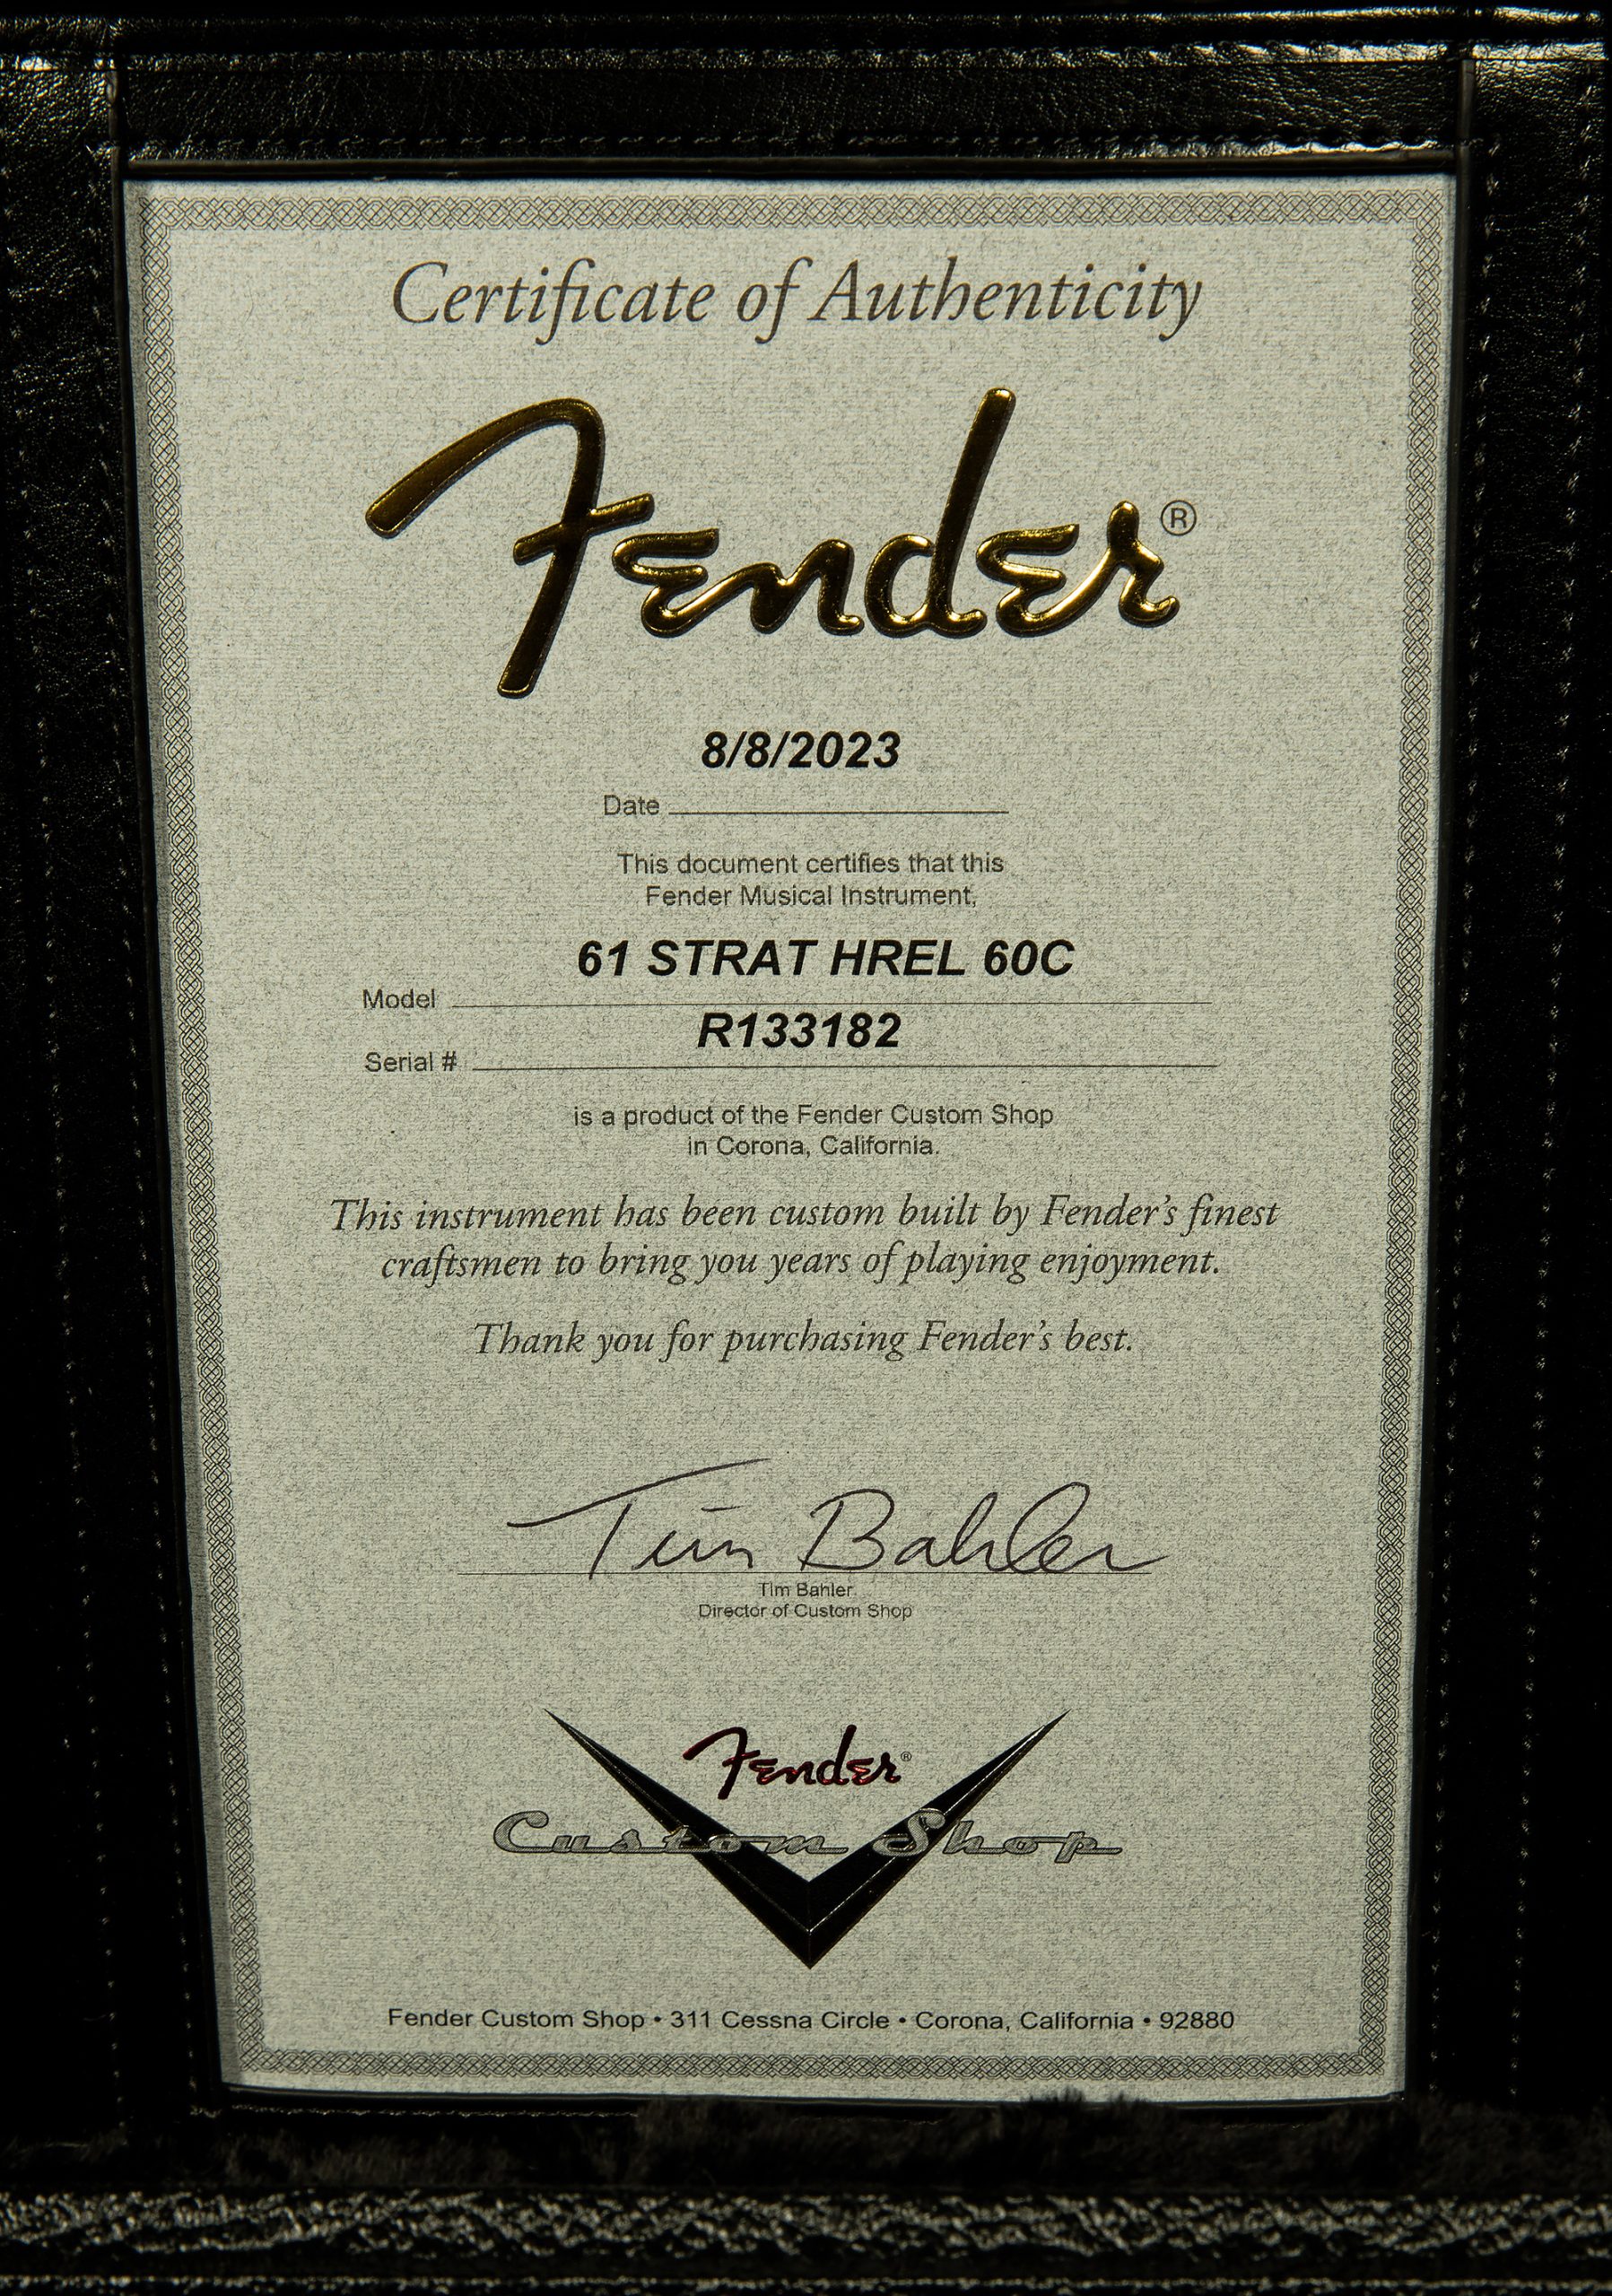 Certificate of Authenticity
Fender®
8/8/2023
Date
This document certifies that this
Fender Musical Instrument,
61 STRAT HREL 60C
Model
R133182
Serial #
is a product of the Fender Custom Shop
in Corona, California.
This instrument has been custom built by Fender’s finest
craftsmen to bring you years of playing enjoyment.
Thank you for purchasing Fender’s best.
Tim Bahler
Tim Bahler
Director of Custom Shop
Fender®
Custom Shop
Fender Custom Shop • 311 Cessna Circle • Corona, California • 92880